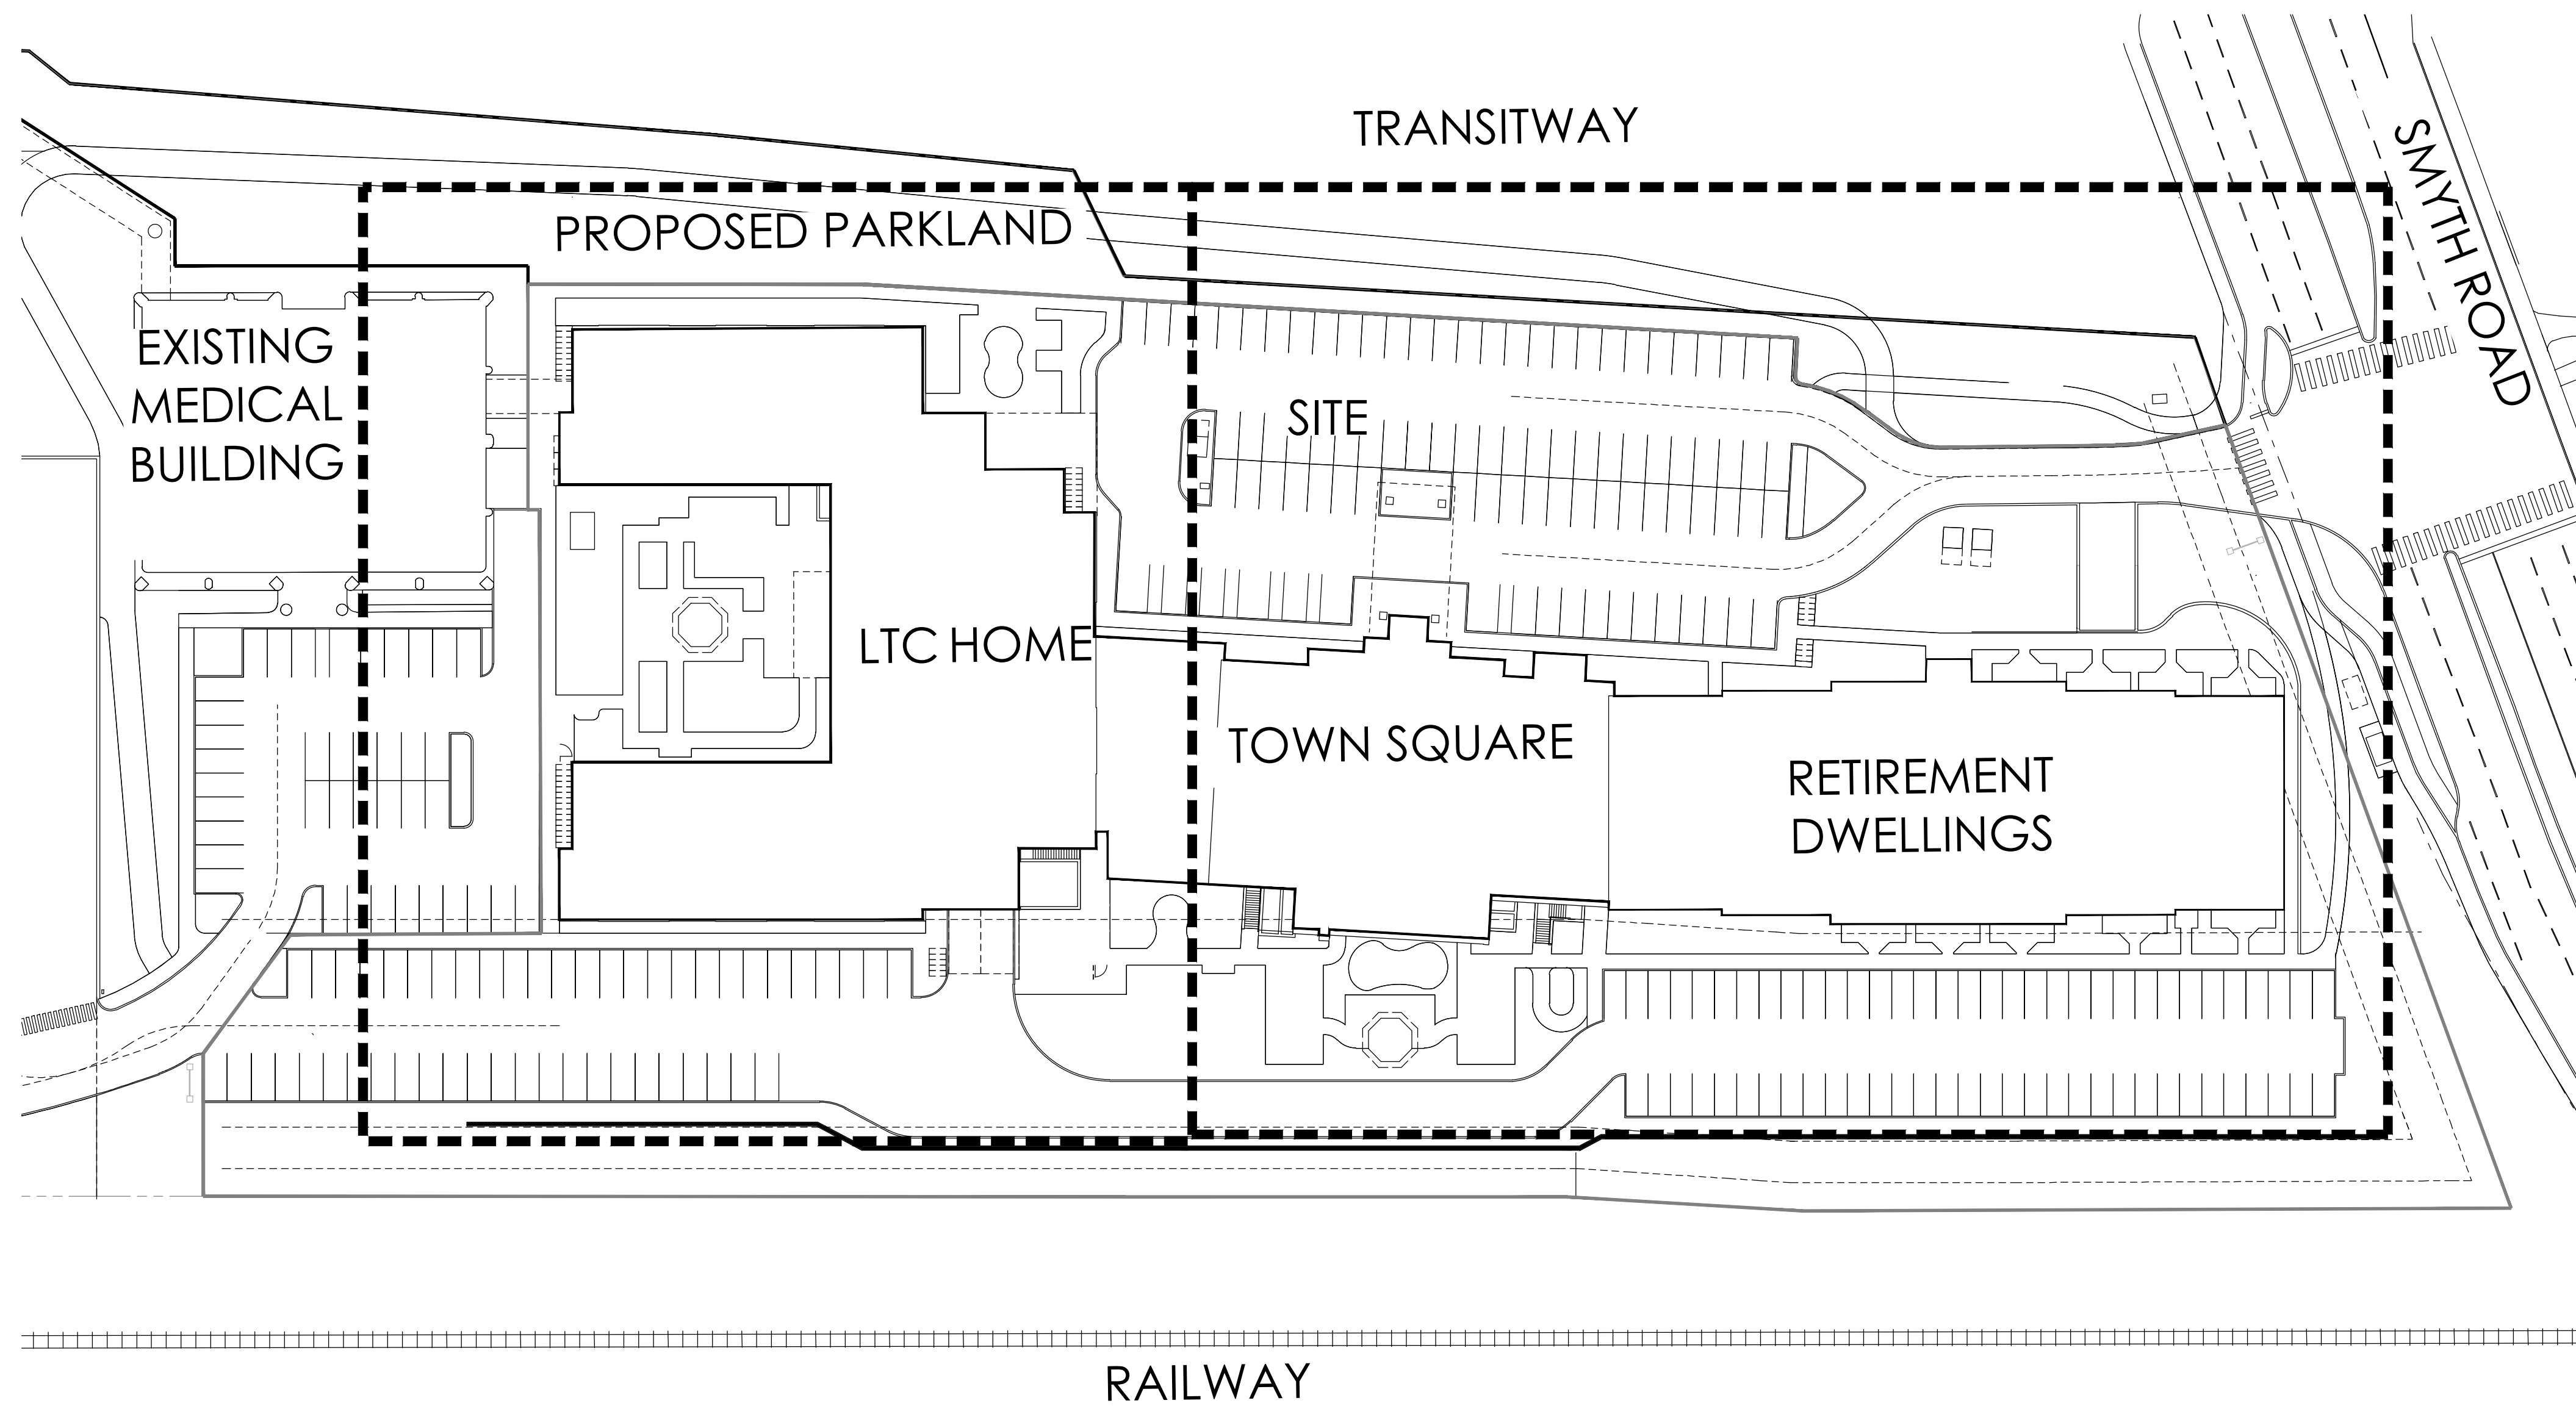 TRANSITWAY
SMYTH ROAD
PROPOSED PARKLAND
EXISTING
MEDICAL
BUILDING
SITE
LTC HOME
TOWN SQUARE
RETIREMENT
DWELLINGS
RAILWAY